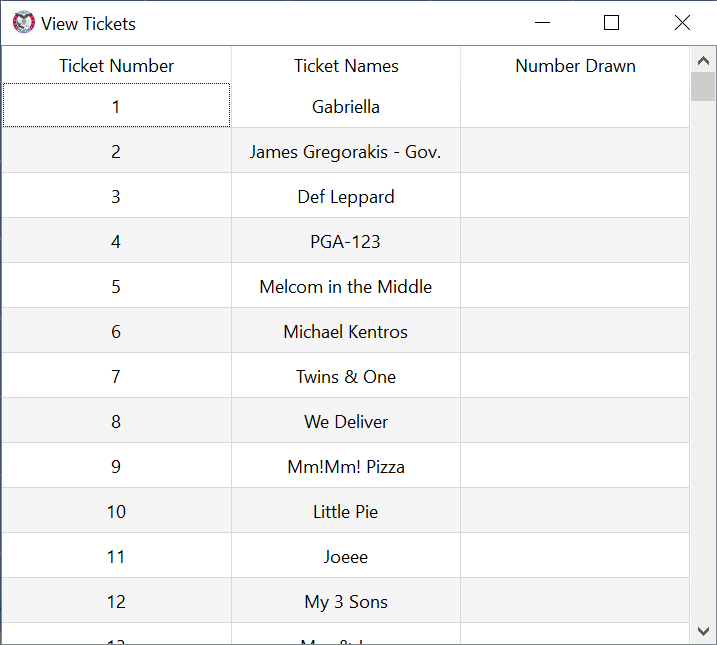 View Tickets
Ticket Number Ticket Names Number Drawn
1 Gabriella
2 James Gregorakis - Gov.
3 Def Leppard
4 PGA-123
5 Melcom in the Middle
6 Michael Kentros
7 Twins & One
8 We Deliver
9 Mm!Mm! Pizza
10 Little Pie
11 Joeee
12 My 3 Sons